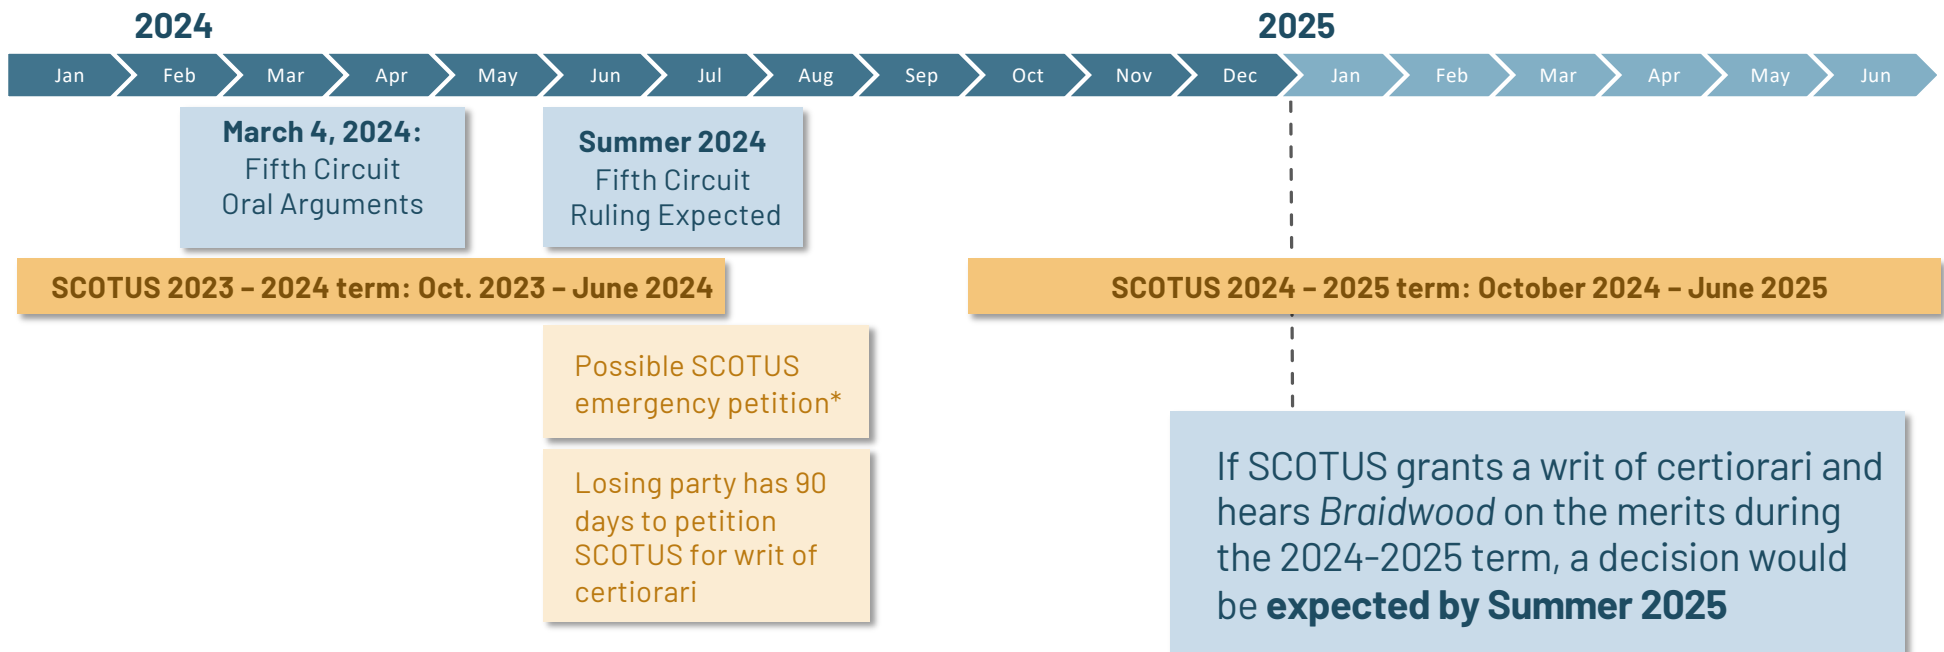 2024
2025
Jan Feb Mar Apr May Jun Jul Aug Sep Oct Nov Dec Jan Feb Mar Apr May Jun
March 4, 2024:
Fifth Circuit
Oral Arguments
Summer 2024
Fifth Circuit
Ruling Expected
SCOTUS 2023 – 2024 term: Oct. 2023 – June 2024
SCOTUS 2024 – 2025 term: October 2024 – June 2025
Possible SCOTUS
emergency petition*
Losing party has 90
days to petition
SCOTUS for writ of
certiorari
If SCOTUS grants a writ of certiorari and
hears Braidwood on the merits during
the 2024-2025 term, a decision would
be expected by Summer 2025